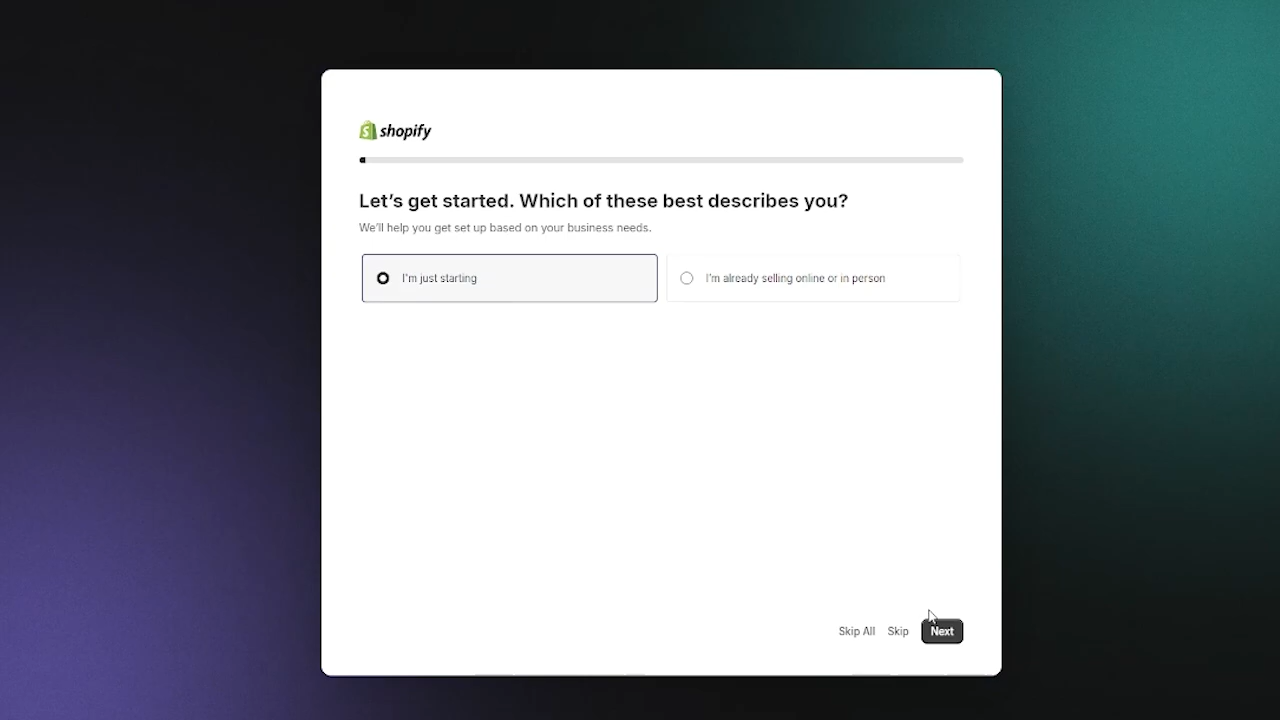 shopify
Let's get started. Which of these best describes you?
We'll help you get set up based on your business needs.
I'm just starting
I'm already selling online or in person
Skip All
Skip
Next